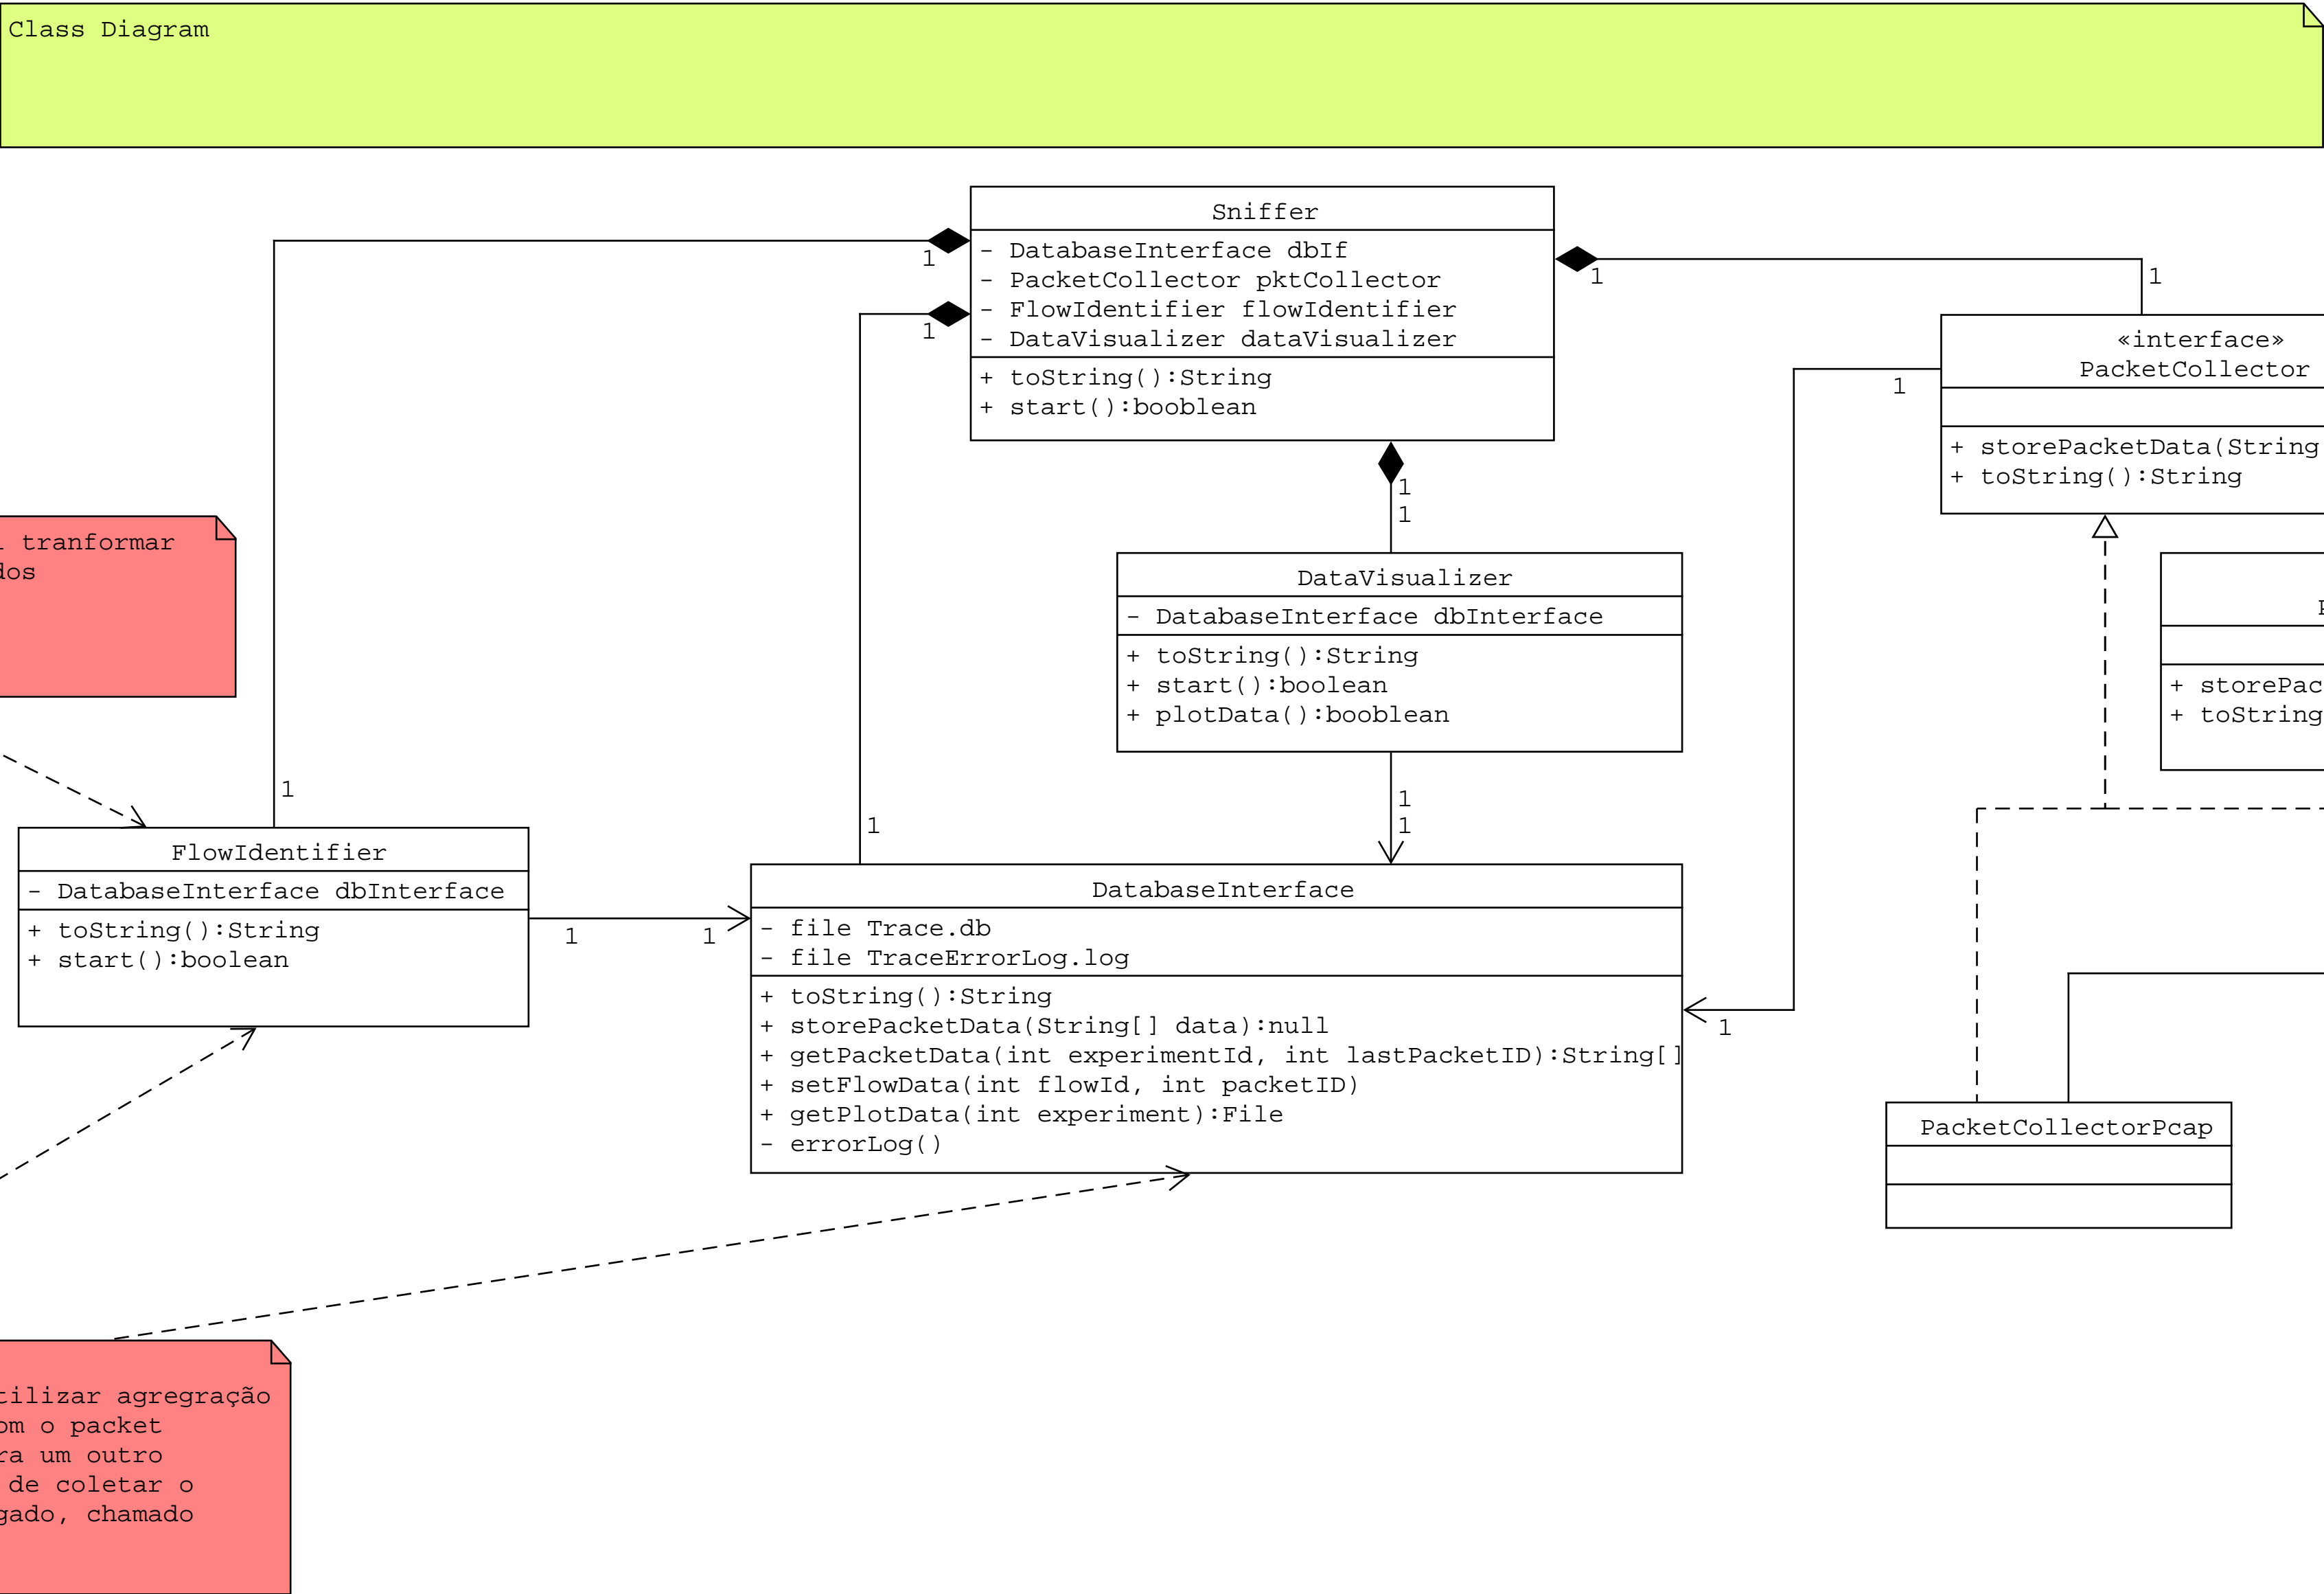 Class Diagram
Sniffer
- DatabaseInterface dbIf
- PacketCollector pktCollector
- FlowIdentifier flowIdentifier
- DataVisualizer dataVisualizer
+ toString():String
+ start():booblean
1
1
1
1
1
1
«interface»
PacketCollector
+ storePacketData(String
+ toString():String
1
tranformar
dos
DataVisualizer
- DatabaseInterface dbInterface
+ toString():String
+ start():boolean
+ plotData():booblean
+ storePac
+ toString
1
1
1
1
FlowIdentifier
- DatabaseInterface dbInterface
+ toString():String
+ start():boolean
1
1
DatabaseInterface
- file Trace.db
- file TraceErrorLog.log
+ toString():String
+ storePacketData(String[] data):null
+ getPacketData(int experimentId, int lastPacketID):String[]
+ setFlowData(int flowId, int packetID)
+ getPlotData(int experiment):File
- errorLog()
1
PacketCollectorPcap
tilizar agregração
om o packet
ra um outro
de coletar o
gado, chamado